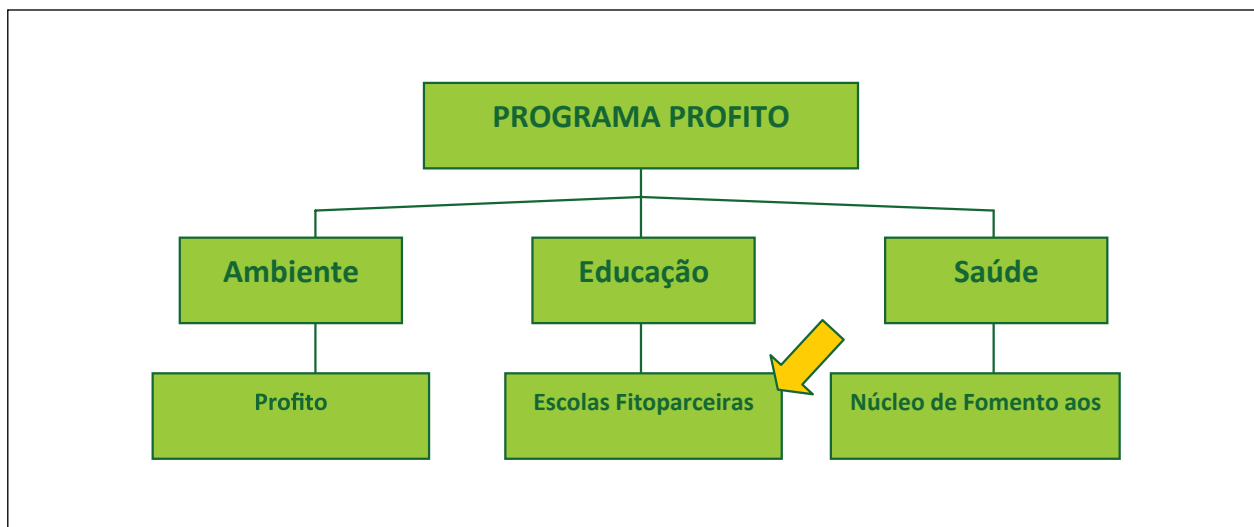 PROGRAMA PROFITO
Ambiente
Educação
Saúde
Profito
Escolas Fitoparceiras
Núcleo de Fomento aos